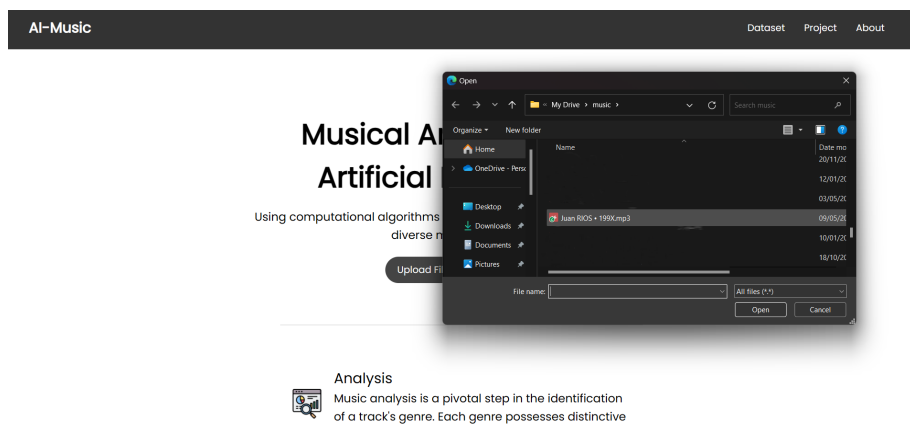 AI-Music
Dataset Project About
Open
My Drive > music >
Search music
Organize New folder
Home
OneDrive - Perso
Desktop
Downloads
Documents
Pictures
Name
Date mo
20/11/20
12/01/20
03/05/20
Juan RIOS • 199X.mp3
09/05/20
10/01/20
18/10/20
File name:
All files (*.*)
Open Cancel
Musical A
Artificial
Using computational algorithms
diverse
Upload Fi
Analysis
Music analysis is a pivotal step in the identification
of a track's genre. Each genre possesses distinctive